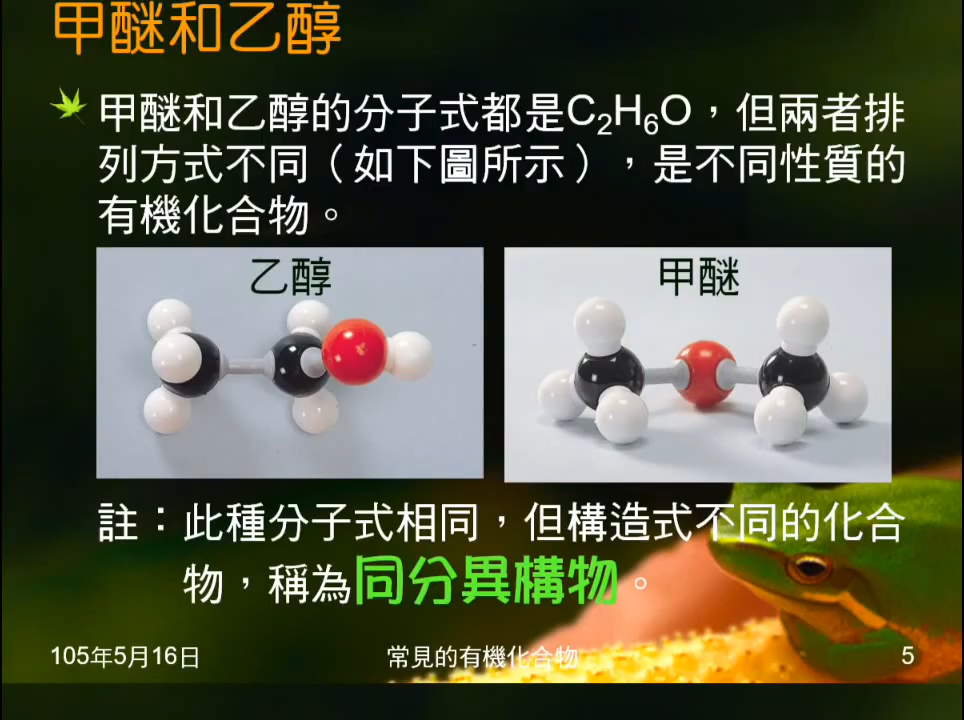 甲醚和乙醇
甲醚和乙醇的分子式都是C₂H₆O，但兩者排
列方式不同（如下圖所示），是不同性質的
有機化合物。
乙醇
甲醚
註：此種分子式相同，但構造式不同的化合
物，稱為同分異構物。
105年5月16日
常見的有機化合物
5